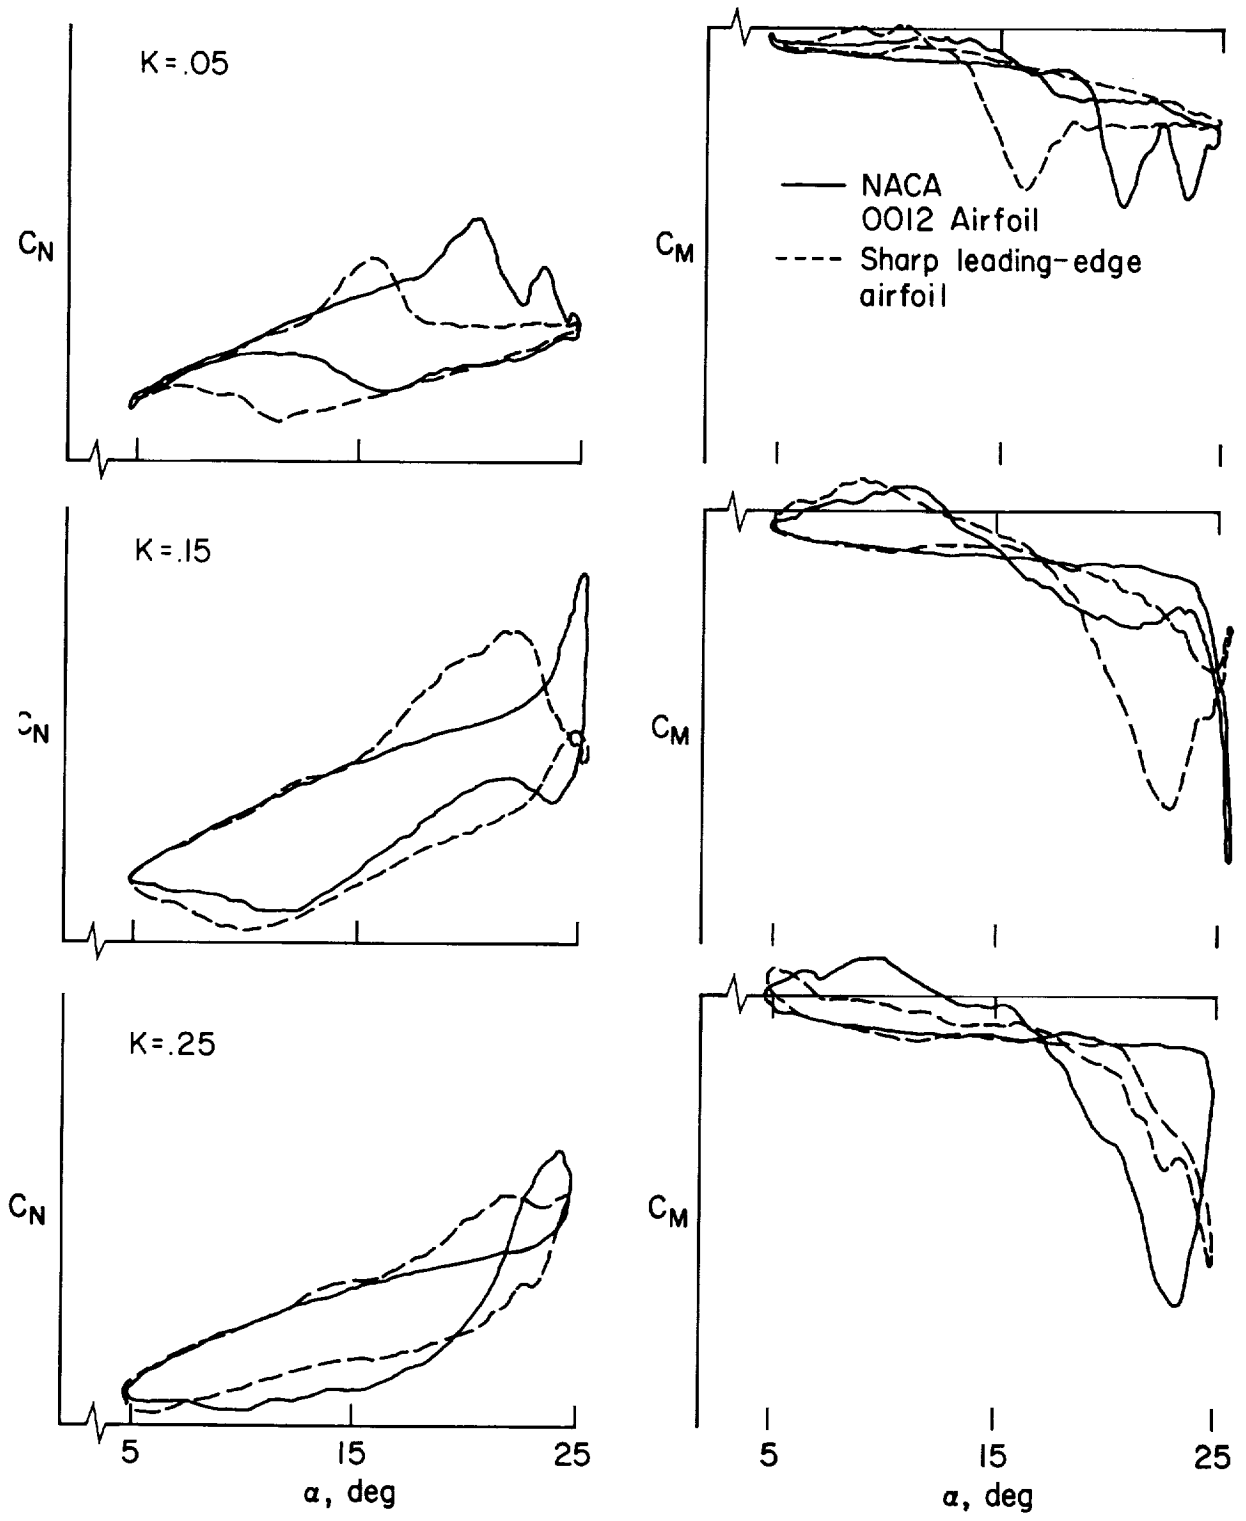 K=.05
C_N
C_M
NACA
0012 Airfoil
Sharp leading-edge
airfoil
K=.15
C_N
C_M
K=.25
C_N
C_M
5 15 25
α, deg
5 15 25
α, deg